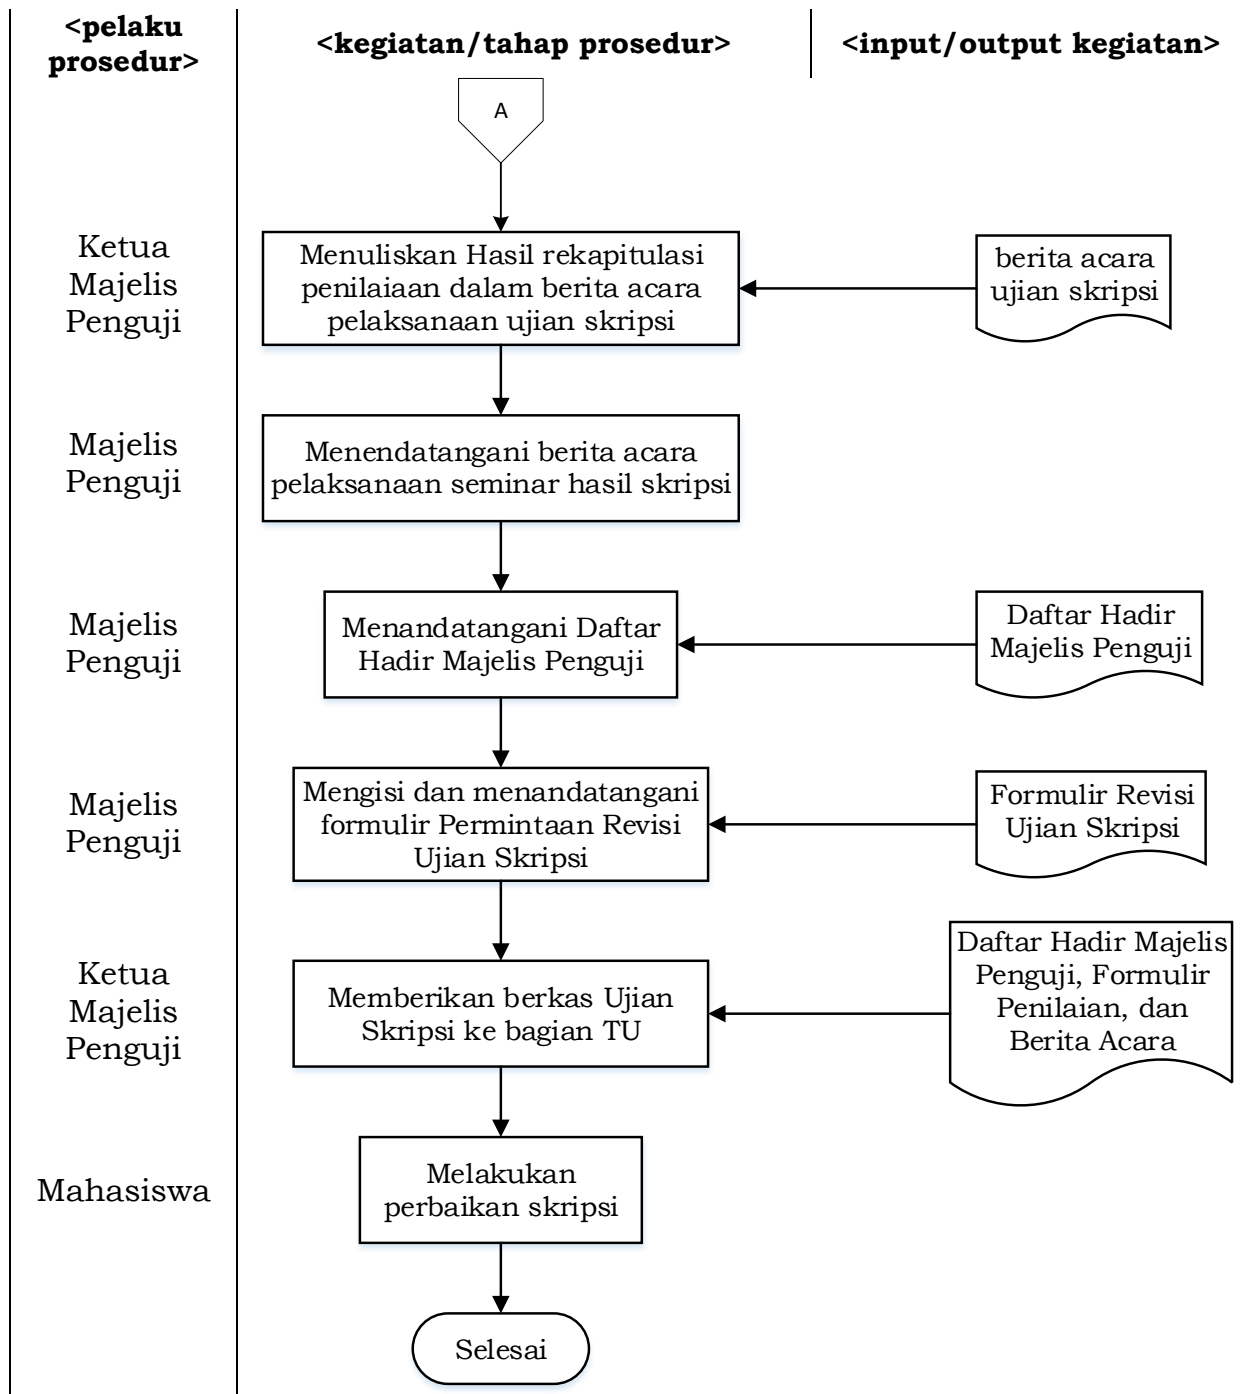 <pelaku
prosedur>
<kegiatan/tahap prosedur>
<input/output kegiatan>
A
Ketua
Majelis
Penguji
Menuliskan Hasil rekapitulasi
penilaiaan dalam berita acara
pelaksanaan ujian skripsi
berita acara
ujian skripsi
Majelis
Penguji
Menendatangani berita acara
pelaksanaan seminar hasil skripsi
Majelis
Penguji
Menandatangani Daftar
Hadir Majelis Penguji
Daftar Hadir
Majelis Penguji
Majelis
Penguji
Mengisi dan menandatangani
formulir Permintaan Revisi
Ujian Skripsi
Formulir Revisi
Ujian Skripsi
Ketua
Majelis
Penguji
Memberikan berkas Ujian
Skripsi ke bagian TU
Daftar Hadir Majelis
Penguji, Formulir
Penilaian, dan
Berita Acara
Mahasiswa
Melakukan
perbaikan skripsi
Selesai